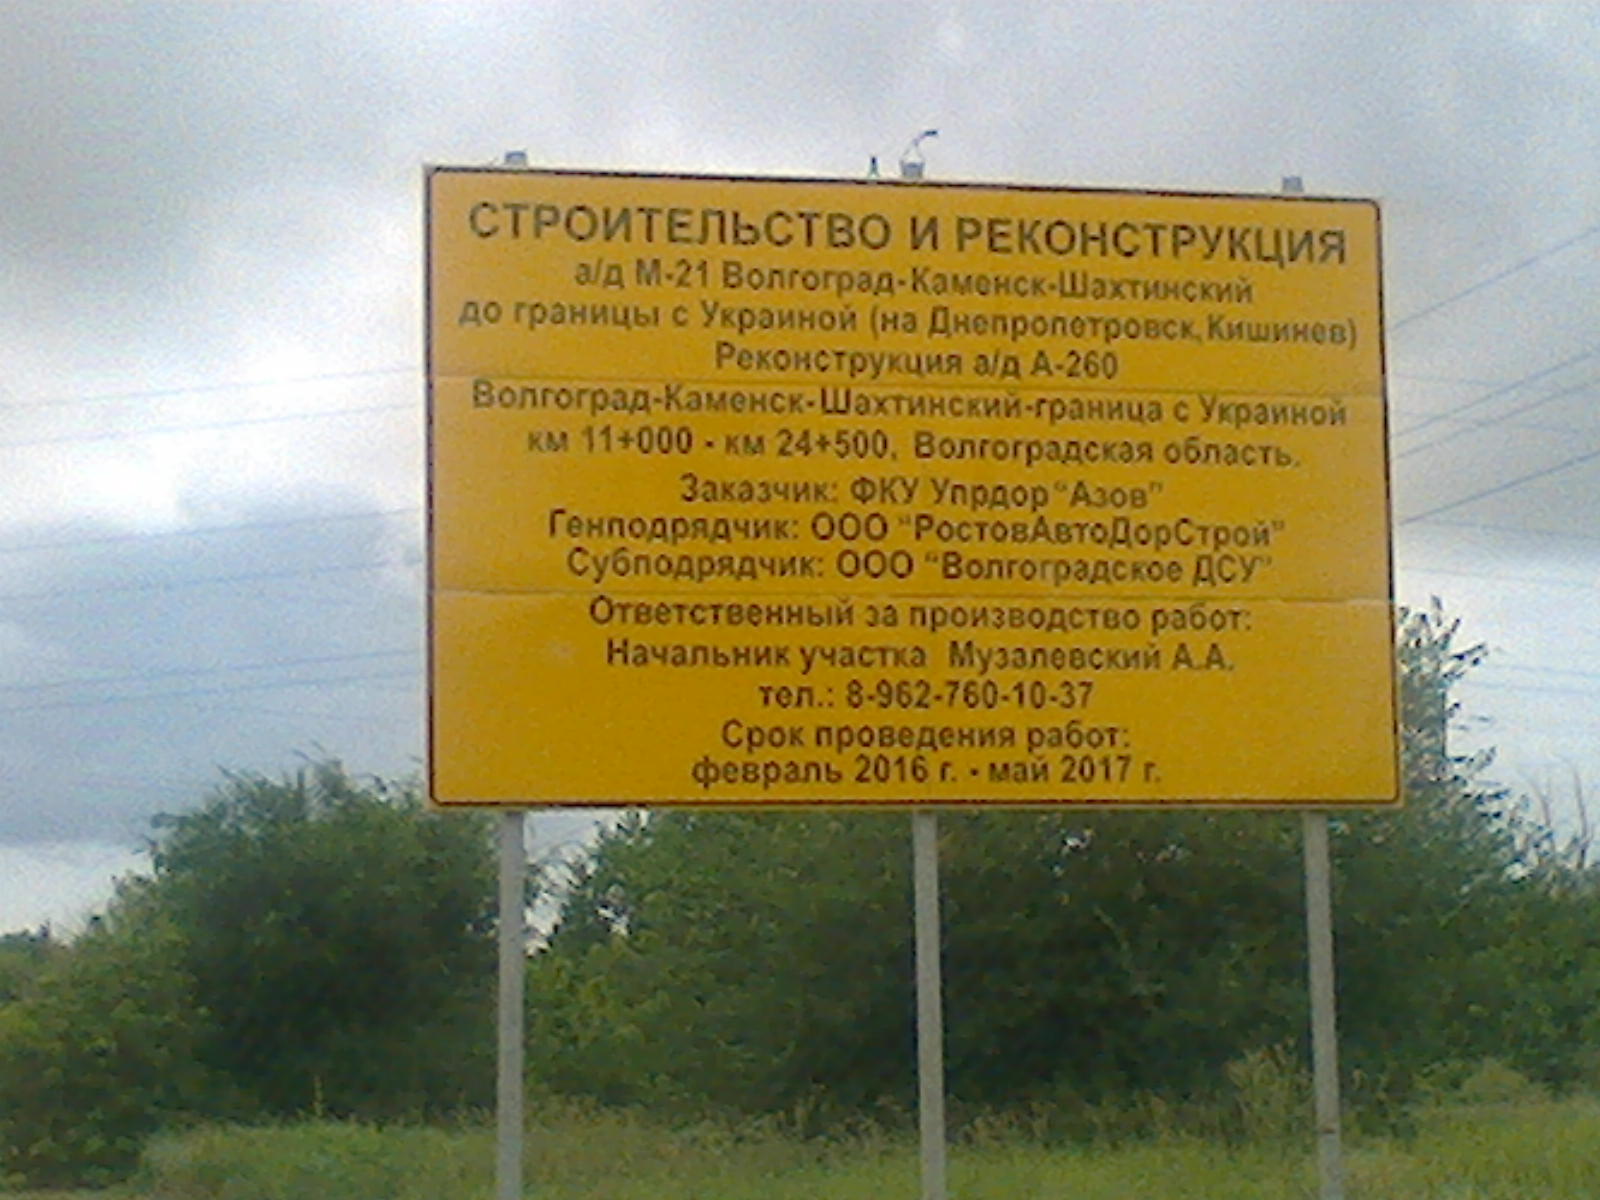 СТРОИТЕЛЬСТВО И РЕКОНСТРУКЦИЯ
а/д М-21 Волгоград-Каменск-Шахтинский
до границы с Украиной (на Днепропетровск, Кишинев)
Реконструкция а/д А-260
Волгоград-Каменск-Шахтинский-граница с Украиной
км 11+000 - км 24+500, Волгоградская область.
Заказчик: ФКУ Упрдор "Азов"
Генподрядчик: ООО "РостовАвтоДорСтрой"
Субподрядчик: ООО "Волгоградское ДСУ"
Ответственный за производство работ:
Начальник участка Музалевский А.А.
тел.: 8-962-760-10-37
Срок проведения работ:
февраль 2016 г. - май 2017 г.